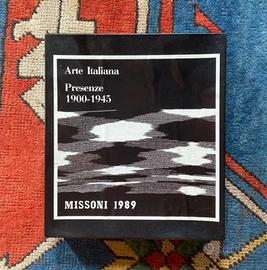 Arte Italiana
Presenze
1900-1945
MISSONI 1989